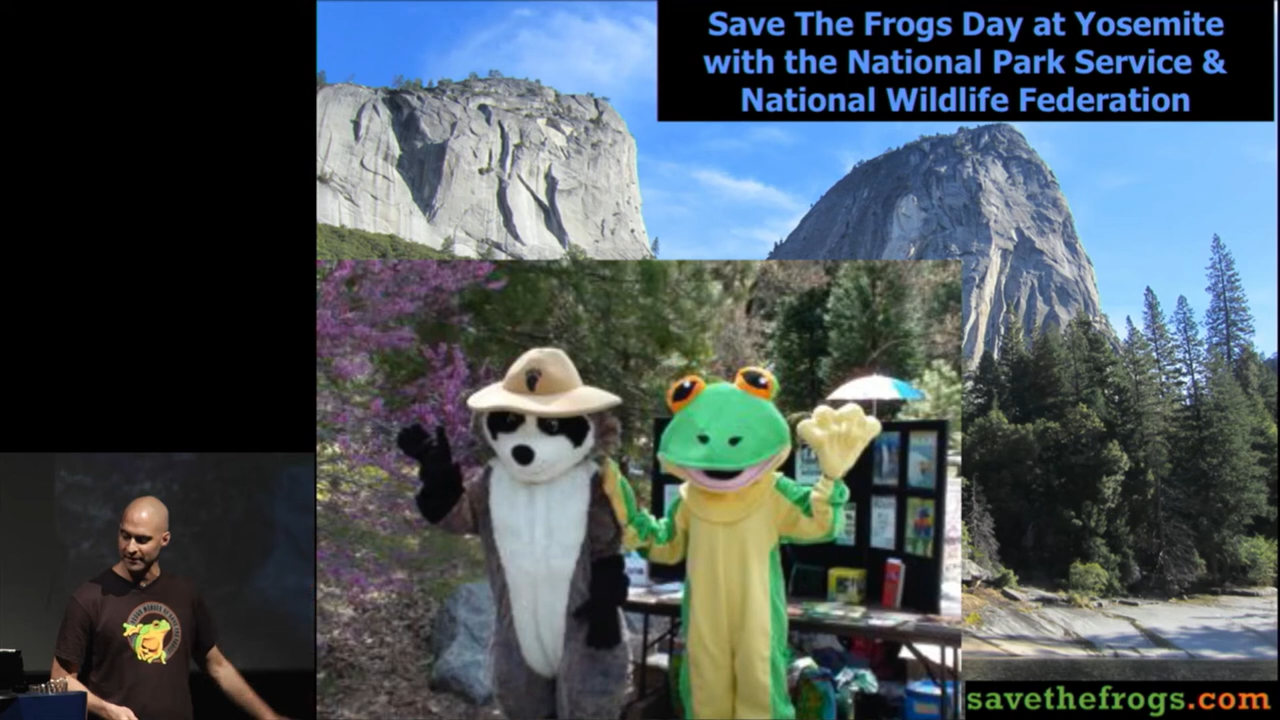 Save The Frogs Day at Yosemite
with the National Park Service &
National Wildlife Federation
savethefrogs.com